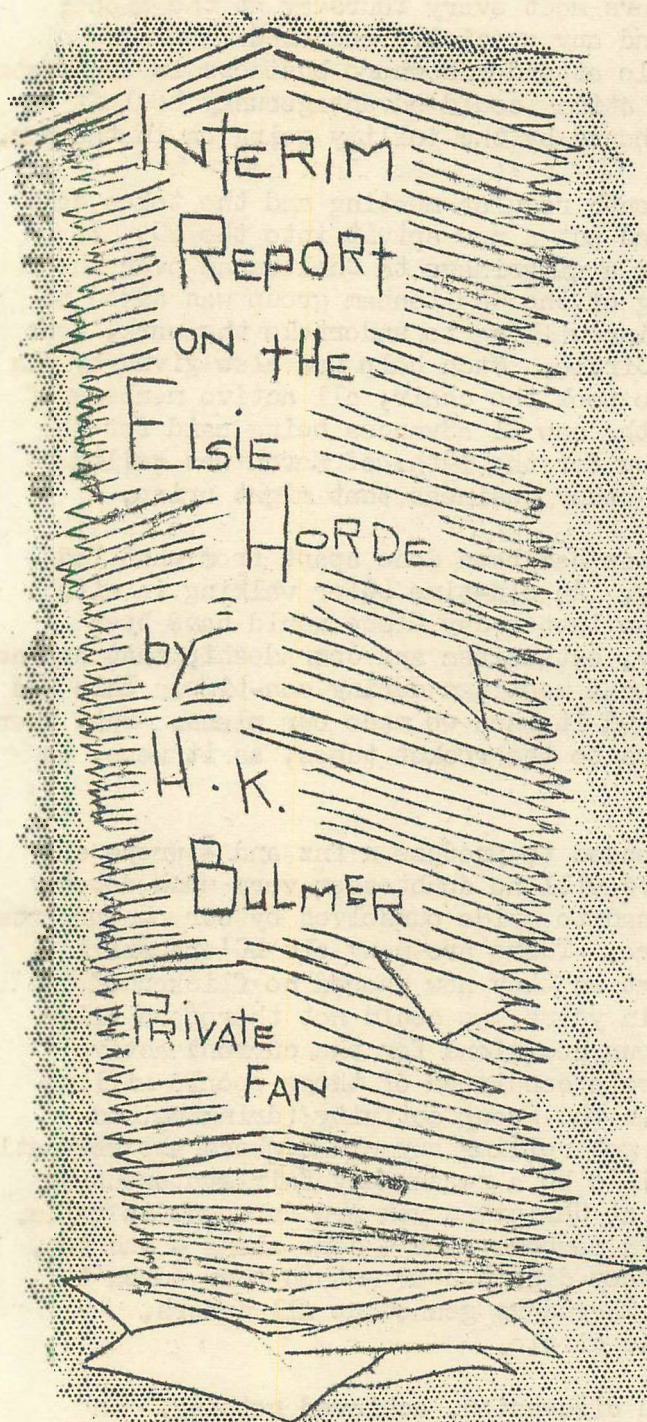 INTERIM
REPORT
ON THE
ELSIE
HORDE
by
H. K.
BULMER
PRIVATE
FAN